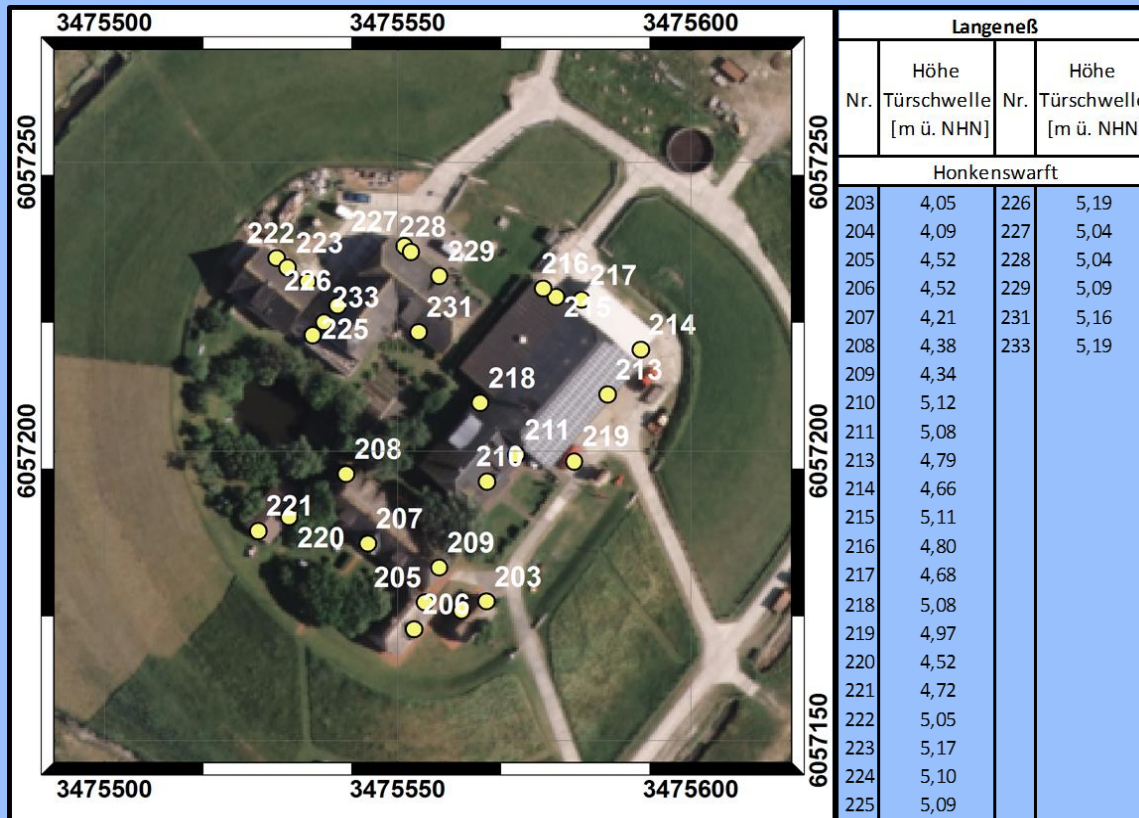 3475500 3475550 3475600
6057250 6057250
222 223 227 228 229
226 233 225 231
216 217 215 214
213
218
211 219
210
208
221 220 207
209
205 203
206
6057200 6057200
6057150 6057150
3475500 3475550 3475600
Langeneß
Nr. Höhe Türschwelle [m ü. NHN] Nr. Höhe Türschwelle [m ü. NHN]
Honkenswarft
203 4,05 226 5,19
204 4,09 227 5,04
205 4,52 228 5,04
206 4,52 229 5,09
207 4,21 231 5,16
208 4,38 233 5,19
209 4,34
210 5,12
211 5,08
213 4,79
214 4,66
215 5,11
216 4,80
217 4,68
218 5,08
219 4,97
220 4,52
221 4,72
222 5,05
223 5,17
224 5,10
225 5,09